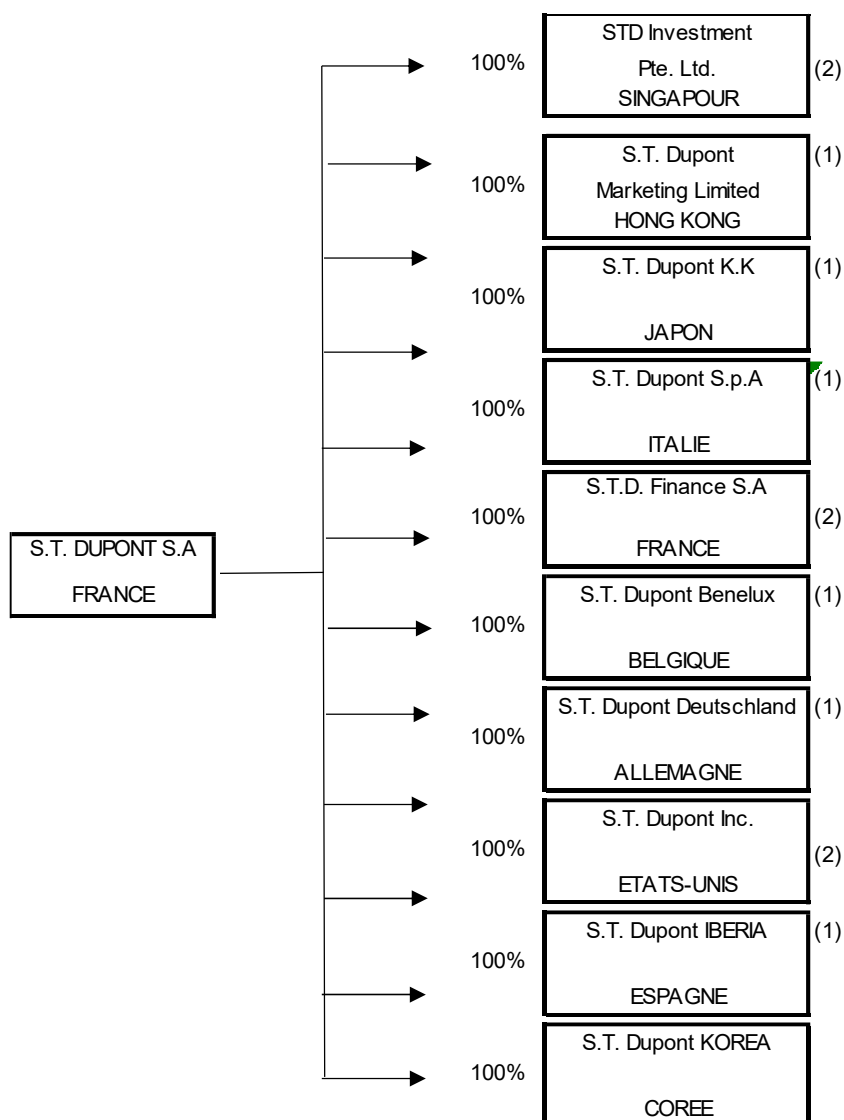 STD Investment
100% Pte. Ltd. (2)
SINGAPOUR
S.T. Dupont (1)
100% Marketing Limited
HONG KONG
S.T. Dupont K.K (1)
100%
JAPON
S.T. Dupont S.p.A (1)
100%
ITALIE
S.T.D. Finance S.A
100% (2)
FRANCE
S.T. DUPONT S.A
FRANCE
S.T. Dupont Benelux (1)
100%
BELGIQUE
S.T. Dupont Deutschland (1)
100%
ALLEMAGNE
S.T. Dupont Inc.
100% (2)
ETATS-UNIS
S.T. Dupont IBERIA (1)
100%
ESPAGNE
S.T. Dupont KOREA
100%
COREE